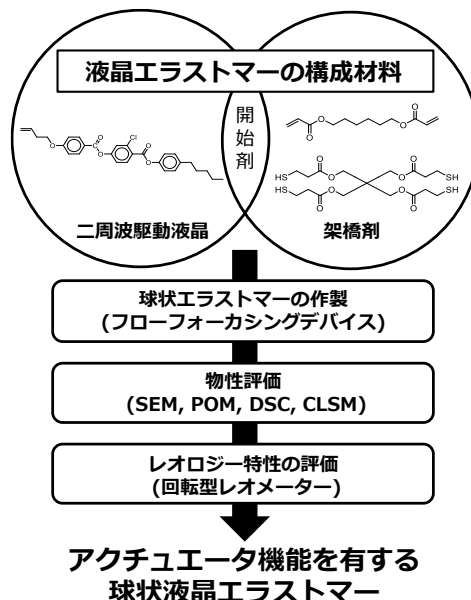 液晶エラストマーの構成材料
開始剤
O
O
O
Cl
O
O
O
O
O
O
HS
O
O
O
O
SH
HS
O
O
O
O
SH
二周波駆動液晶
架橋剤
球状エラストマーの作製
(フローフォーカシングデバイス)
物性評価
(SEM, POM, DSC, CLSM)
レオロジー特性の評価
(回転型レオメーター)
アクチュエータ機能を有する
球状液晶エラストマー